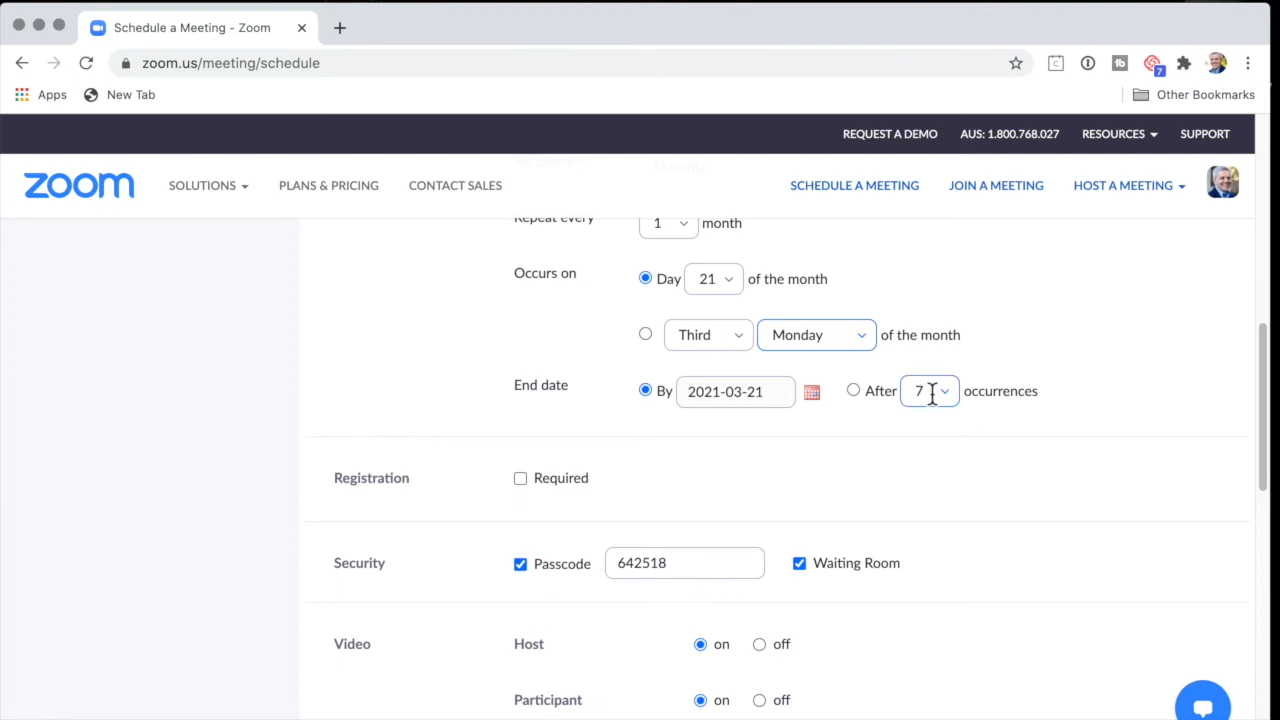 Schedule a Meeting - Zoom
zoom.us/meeting/schedule
7
Apps New Tab Other Bookmarks
REQUEST A DEMO AUS: 1.800.768.027 RESOURCES SUPPORT
zoom SOLUTIONS PLANS & PRICING CONTACT SALES SCHEDULE A MEETING JOIN A MEETING HOST A MEETING
Recurrence Monthly
Repeat every 1 month
Occurs on Day 21 of the month
Third Monday of the month
End date By 2021-03-21 After 7 occurrences
Registration Required
Security Passcode 642518 Waiting Room
Video Host on off
Participant on off